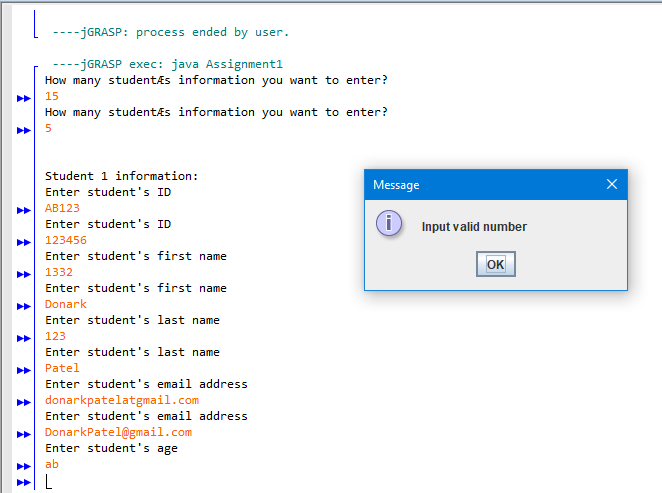 ----jGRASP: process ended by user.
----jGRASP exec: java Assignment1
How many studentÆs information you want to enter?
15
How many studentÆs information you want to enter?
5
Student 1 information:
Enter student's ID
AB123
Enter student's ID
123456
Enter student's first name
1332
Enter student's first name
Donark
Enter student's last name
123
Enter student's last name
Patel
Enter student's email address
donarkpatelatgmail.com
Enter student's email address
DonarkPatel@gmail.com
Enter student's age
ab
Message
Input valid number
OK